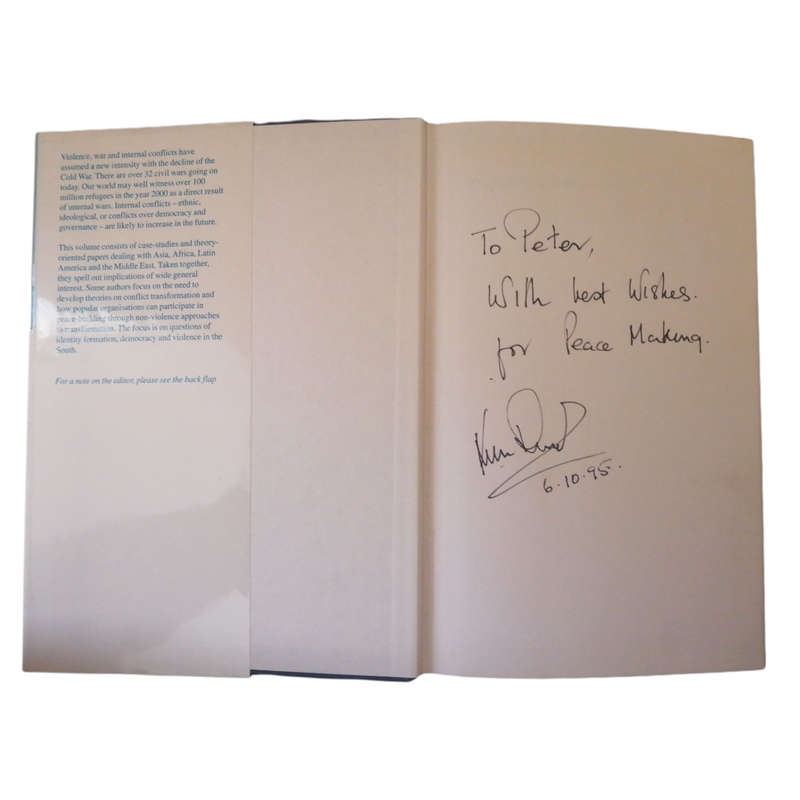 Violence, war and internal conflicts have
assumed a new intensity with the decline of the
Cold War. There are over 32 civil wars going on
today. Our world may well witness over 100
million refugees in the year 2000 as a direct result
of internal wars. Internal conflicts – ethnic,
ideological, or conflicts over democracy and
governance – are likely to increase in the future.
This volume consists of case-studies and theory-
oriented papers dealing with Asia, Africa, Latin
America and the Middle East. Taken together,
they spell out implications of wide general
interest. Some authors focus on the need to
develop theories on conflict transformation and
how popular organisations can participate in
peace-building through non-violence approaches
to transformation. The focus is on questions of
identity formation, democracy and violence in the
South.
For a note on the editor, please see the back flap
To Peter,
With best Wishes.
for Peace Making.
6.10.95.